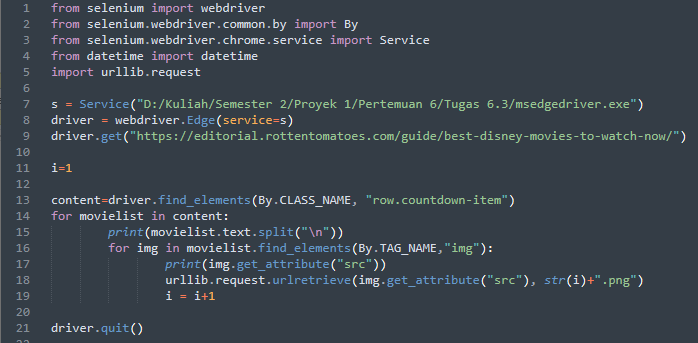 1 from selenium import webdriver
2 from selenium.webdriver.common.by import By
3 from selenium.webdriver.chrome.service import Service
4 from datetime import datetime
5 import urllib.request
6
7 s = Service("D:/Kuliah/Semester 2/Proyek 1/Pertemuan 6/Tugas 6.3/msedgedriver.exe")
8 driver = webdriver.Edge(service=s)
9 driver.get("https://editorial.rottentomatoes.com/guide/best-disney-movies-to-watch-now/")
10
11 i=1
12
13 content=driver.find_elements(By.CLASS_NAME, "row.countdown-item")
14 for movielist in content:
15 print(movielist.text.split("\n"))
16 for img in movielist.find_elements(By.TAG_NAME,"img"):
17 print(img.get_attribute("src"))
18 urllib.request.urlretrieve(img.get_attribute("src"), str(i)+".png")
19 i = i+1
20
21 driver.quit()